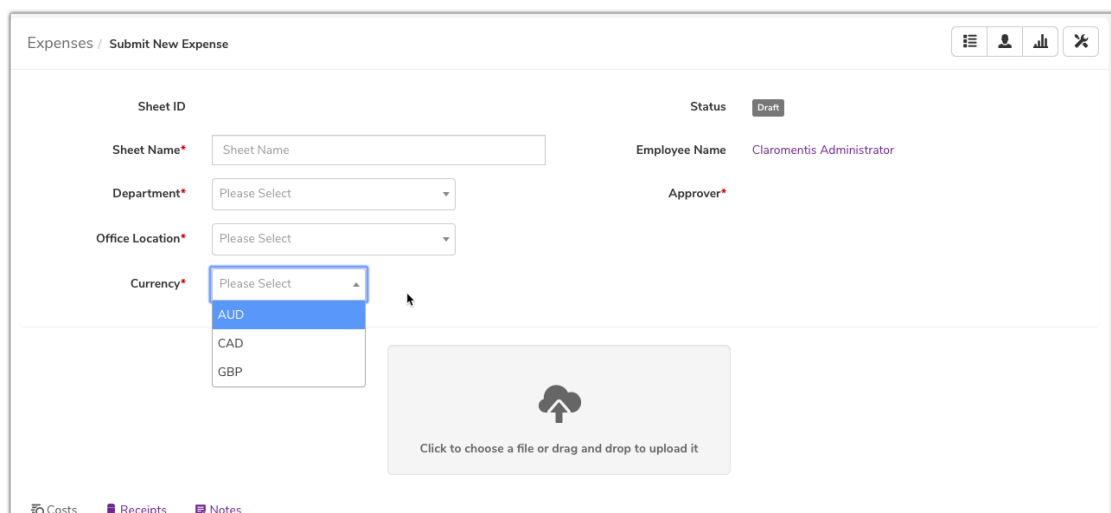 Expenses / Submit New Expense
Sheet ID
Status Draft
Sheet Name* Sheet Name
Employee Name Claromentis Administrator
Department* Please Select
Approver*
Office Location* Please Select
Currency* Please Select
AUD
CAD
GBP
Click to choose a file or drag and drop to upload it
Costs Receipts Notes